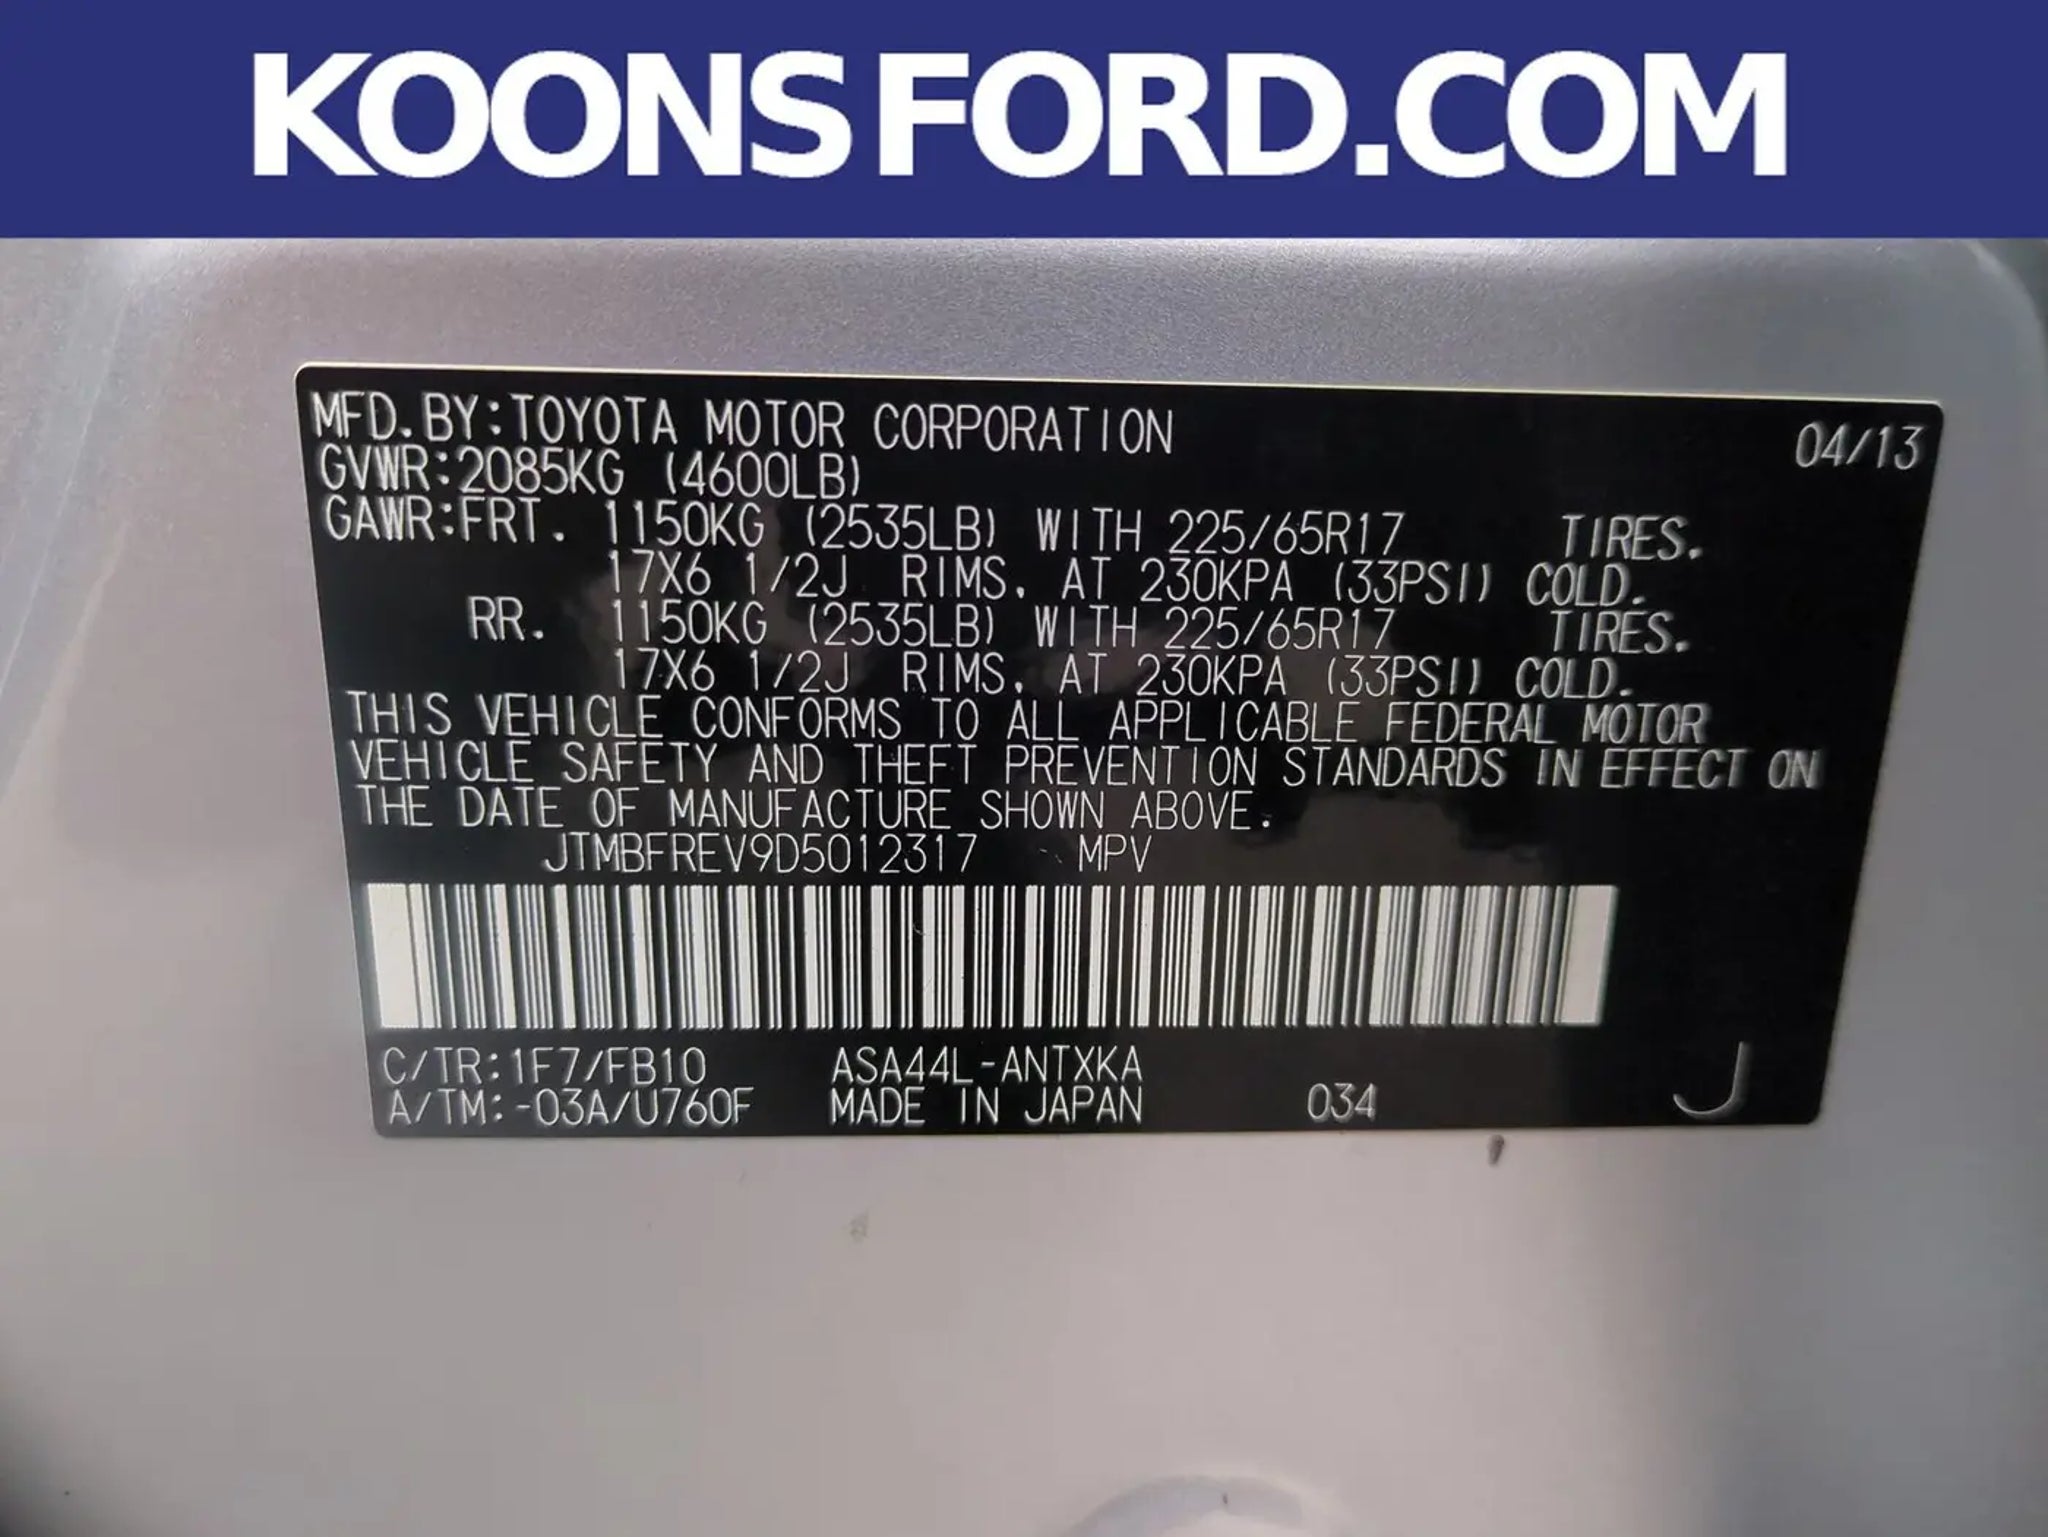 KOONSFORD.COM
MFD.BY:TOYOTA MOTOR CORPORATION 04/13
GVWR:2085KG (4600LB)
GAWR:FRT. 1150KG (2535LB) WITH 225/65R17 TIRES.
17X6 1/2J RIMS, AT 230KPA (33PSI) COLD.
RR. 1150KG (2535LB) WITH 225/65R17 TIRES.
17X6 1/2J RIMS, AT 230KPA (33PSI) COLD.
THIS VEHICLE CONFORMS TO ALL APPLICABLE FEDERAL MOTOR
VEHICLE SAFETY AND THEFT PREVENTION STANDARDS IN EFFECT ON
THE DATE OF MANUFACTURE SHOWN ABOVE.
JTMBFREV9D5012317 MPV
C/TR:1F7/FB10 ASA44L-ANTXKA
A/TM:-03A/U760F MADE IN JAPAN 034 J